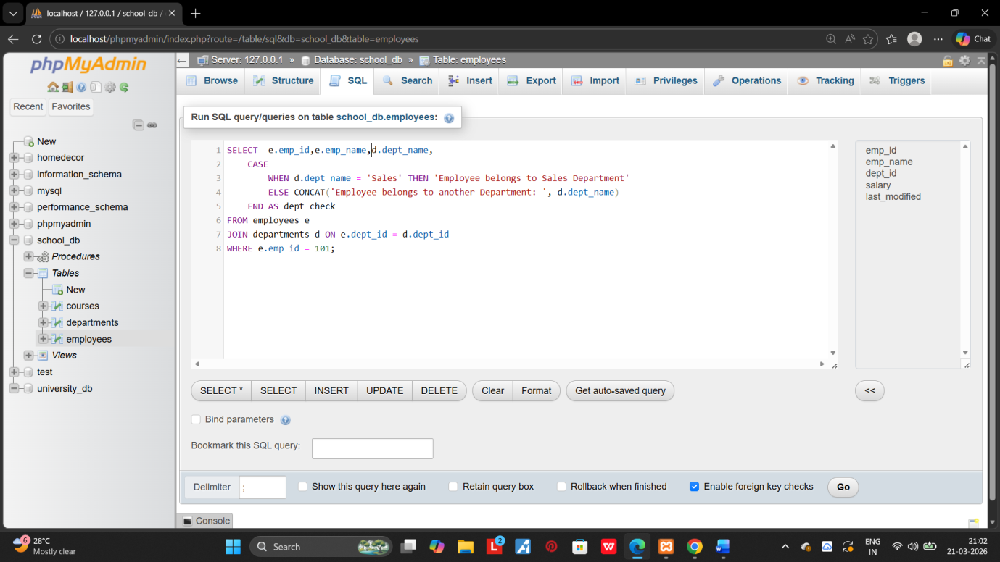 localhost / 127.0.0.1 / school_db /
localhost/phpmyadmin/index.php?route=/table/sql&db=school_db&table=employees
Chat
phpMyAdmin
Recent
Favorites
New
homedecor
information_schema
mysql
performance_schema
phpmyadmin
school_db
Procedures
Tables
New
courses
departments
employees
Views
test
university_db
Server: 127.0.0.1 » Database: school_db » Table: employees
Browse
Structure
SQL
Search
Insert
Export
Import
Privileges
Operations
Tracking
Triggers
Run SQL query/queries on table school_db.employees:
1 SELECT  e.emp_id,e.emp_name,d.dept_name,
2     CASE
3         WHEN d.dept_name = 'Sales' THEN 'Employee belongs to Sales Department'
4         ELSE CONCAT('Employee belongs to another Department: ', d.dept_name)
5     END AS dept_check
6 FROM employees e
7 JOIN departments d ON e.dept_id = d.dept_id
8 WHERE e.emp_id = 101;
emp_id
emp_name
dept_id
salary
last_modified
SELECT *
SELECT
INSERT
UPDATE
DELETE
Clear
Format
Get auto-saved query
<<
Bind parameters
Bookmark this SQL query:
Delimiter
;
Show this query here again
Retain query box
Rollback when finished
Enable foreign key checks
Go
Console
6
28°C
Mostly clear
Search
L
2
W
W
ENG
IN
21:02
21-03-2026